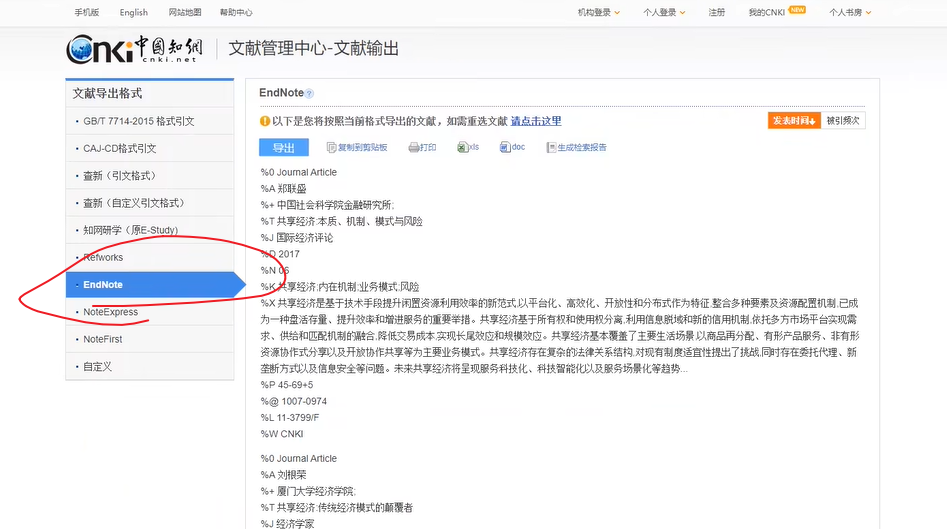 手机版 English 网站地图 帮助中心 机构登录 个人登录 注册 我的CNKI NEW 个人书房
Cnki 中国知網 文献管理中心-文献输出
cnki.net
文献导出格式
GB/T 7714-2015 格式引文
CAJ-CD格式引文
查新（引文格式）
查新（自定义引文格式）
知网研学（原E-Study)
Refworks
EndNote
NoteExpress
NoteFirst
自定义
EndNote ?
以下是您将按照当前格式导出的文献，如需重选文献 请点击这里 发表时间↓ 被引频次
导出 复制到剪贴板 打印 xls doc 生成检索报告
%0 Journal Article
%A 郑联盛
%+ 中国社会科学院金融研究所;
%T 共享经济:本质、机制、模式与风险
%J 国际经济评论
%D 2017
%N 06
%K 共享经济;内在机制;业务模式;风险
%X 共享经济是基于技术手段提升闲置资源利用效率的新范式,以平台化、高效化、开放性和分布式作为特征,整合多种要素及资源配置机制,已成
为一种盘活存量、提升效率和增进服务的重要举措。共享经济基于所有权和使用权分离,利用信息脱域和新的信用机制,依托多方市场平台实现需
求、供给和匹配机制的融合,降低交易成本,实现长尾效应和规模效应。共享经济基本覆盖了主要生活场景,以商品再分配、有形产品服务、非有形
资源协作式分享以及开放协作共享等为主要业务模式。共享经济存在复杂的法律关系结构,对现有制度适宜性提出了挑战,同时存在委托代理、新
垄断方式以及信息安全等问题。未来共享经济将呈现服务科技化、科技智能化以及服务场景化等趋势...
%P 45-69+5
%@ 1007-0974
%L 11-3799/F
%W CNKI
%0 Journal Article
%A 刘根荣
%+ 厦门大学经济学院;
%T 共享经济:传统经济模式的颠覆者
%J 经济学家